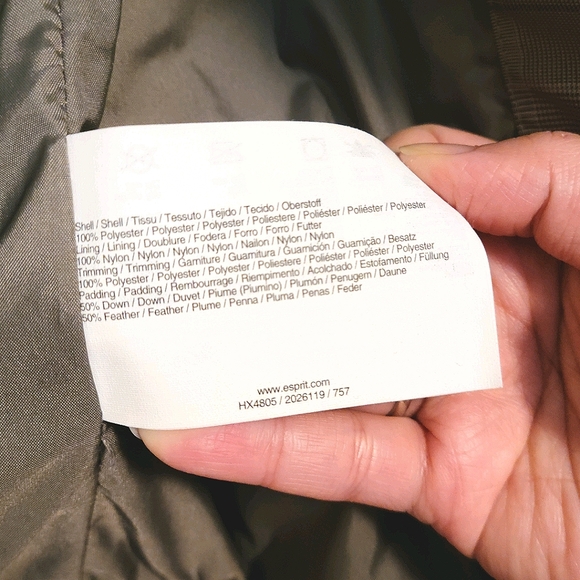 Shell / Shell / Tissu / Tessuto / Tejido / Tecido / Oberstoff
100% Polyester / Polyester / Polyester / Poliestere / Poliéster / Poliéster / Polyester
Lining / Lining / Doublure / Fodera / Forro / Forro / Futter
100% Nylon / Nylon / Nylon / Nylon / Nailon / Nylon / Nylon
Trimming / Trimming / Garniture / Guarnitura / Guarnición / Guarnição / Besatz
100% Polyester / Polyester / Polyester / Poliestere / Poliéster / Poliéster / Polyester
Padding / Padding / Rembourrage / Riempimento / Acolchado / Estofamento / Füllung
50% Down / Down / Duvet / Piume (Piumino) / Plumón / Penugem / Daune
50% Feather / Feather / Plume / Penna / Pluma / Penas / Feder
www.esprit.com
HX4805 / 2026119 / 757